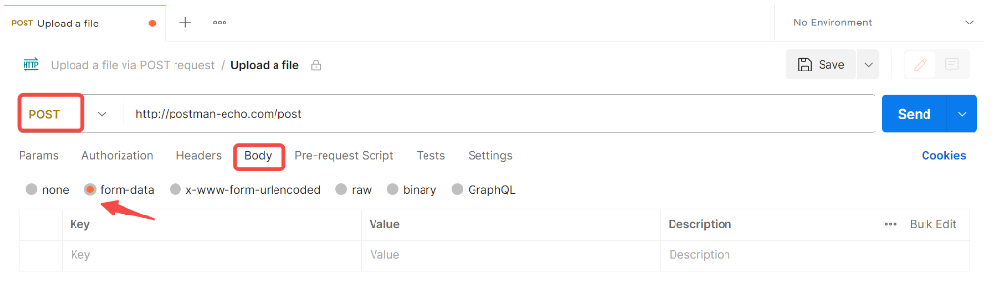 POST Upload a file
No Environment
HTTP Upload a file via POST request / Upload a file
Save
POST http://postman-echo.com/post Send
Params Authorization Headers Body Pre-request Script Tests Settings Cookies
none form-data x-www-form-urlencoded raw binary GraphQL
Key Value Description Bulk Edit
Key Value Description